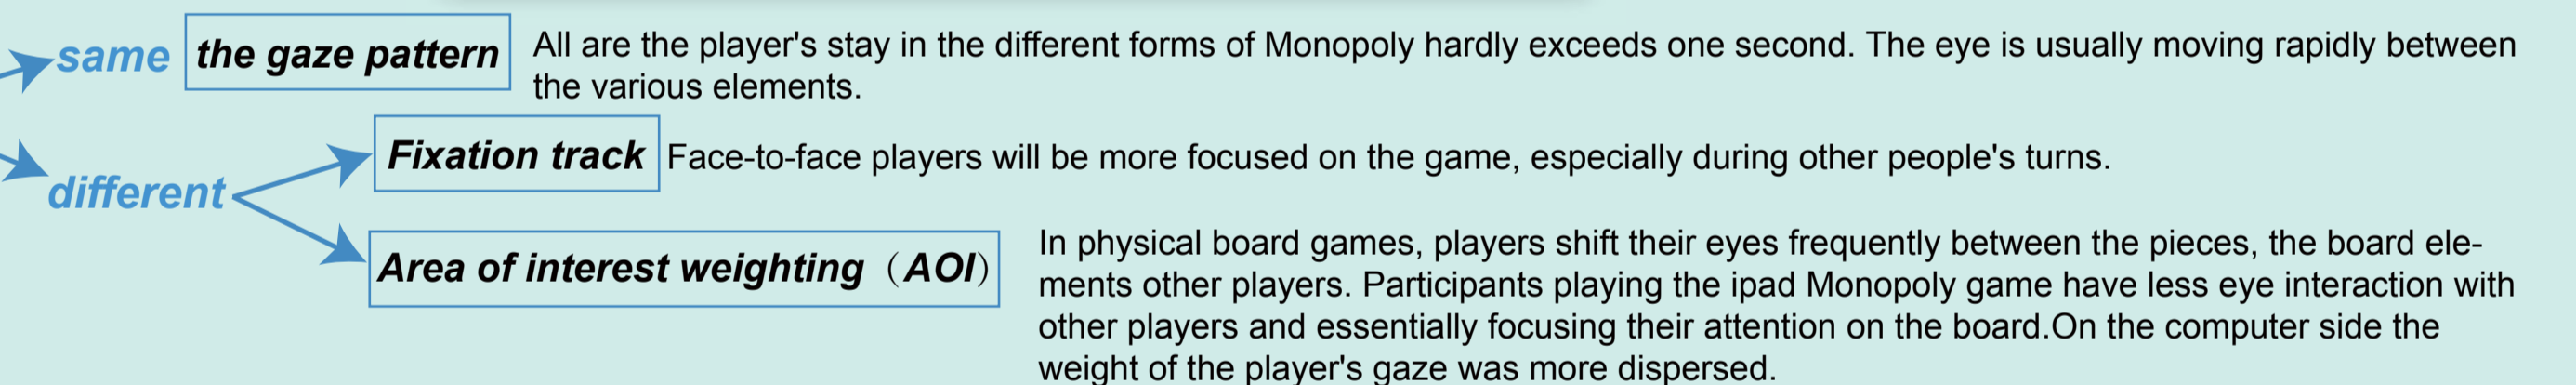 same the gaze pattern All are the player's stay in the different forms of Monopoly hardly exceeds one second. The eye is usually moving rapidly between
the various elements.
different
Fixation track Face-to-face players will be more focused on the game, especially during other people's turns.
Area of interest weighting（AOI）
In physical board games, players shift their eyes frequently between the pieces, the board ele-
ments other players. Participants playing the ipad Monopoly game have less eye interaction with
other players and essentially focusing their attention on the board.On the computer side the
weight of the player's gaze was more dispersed.